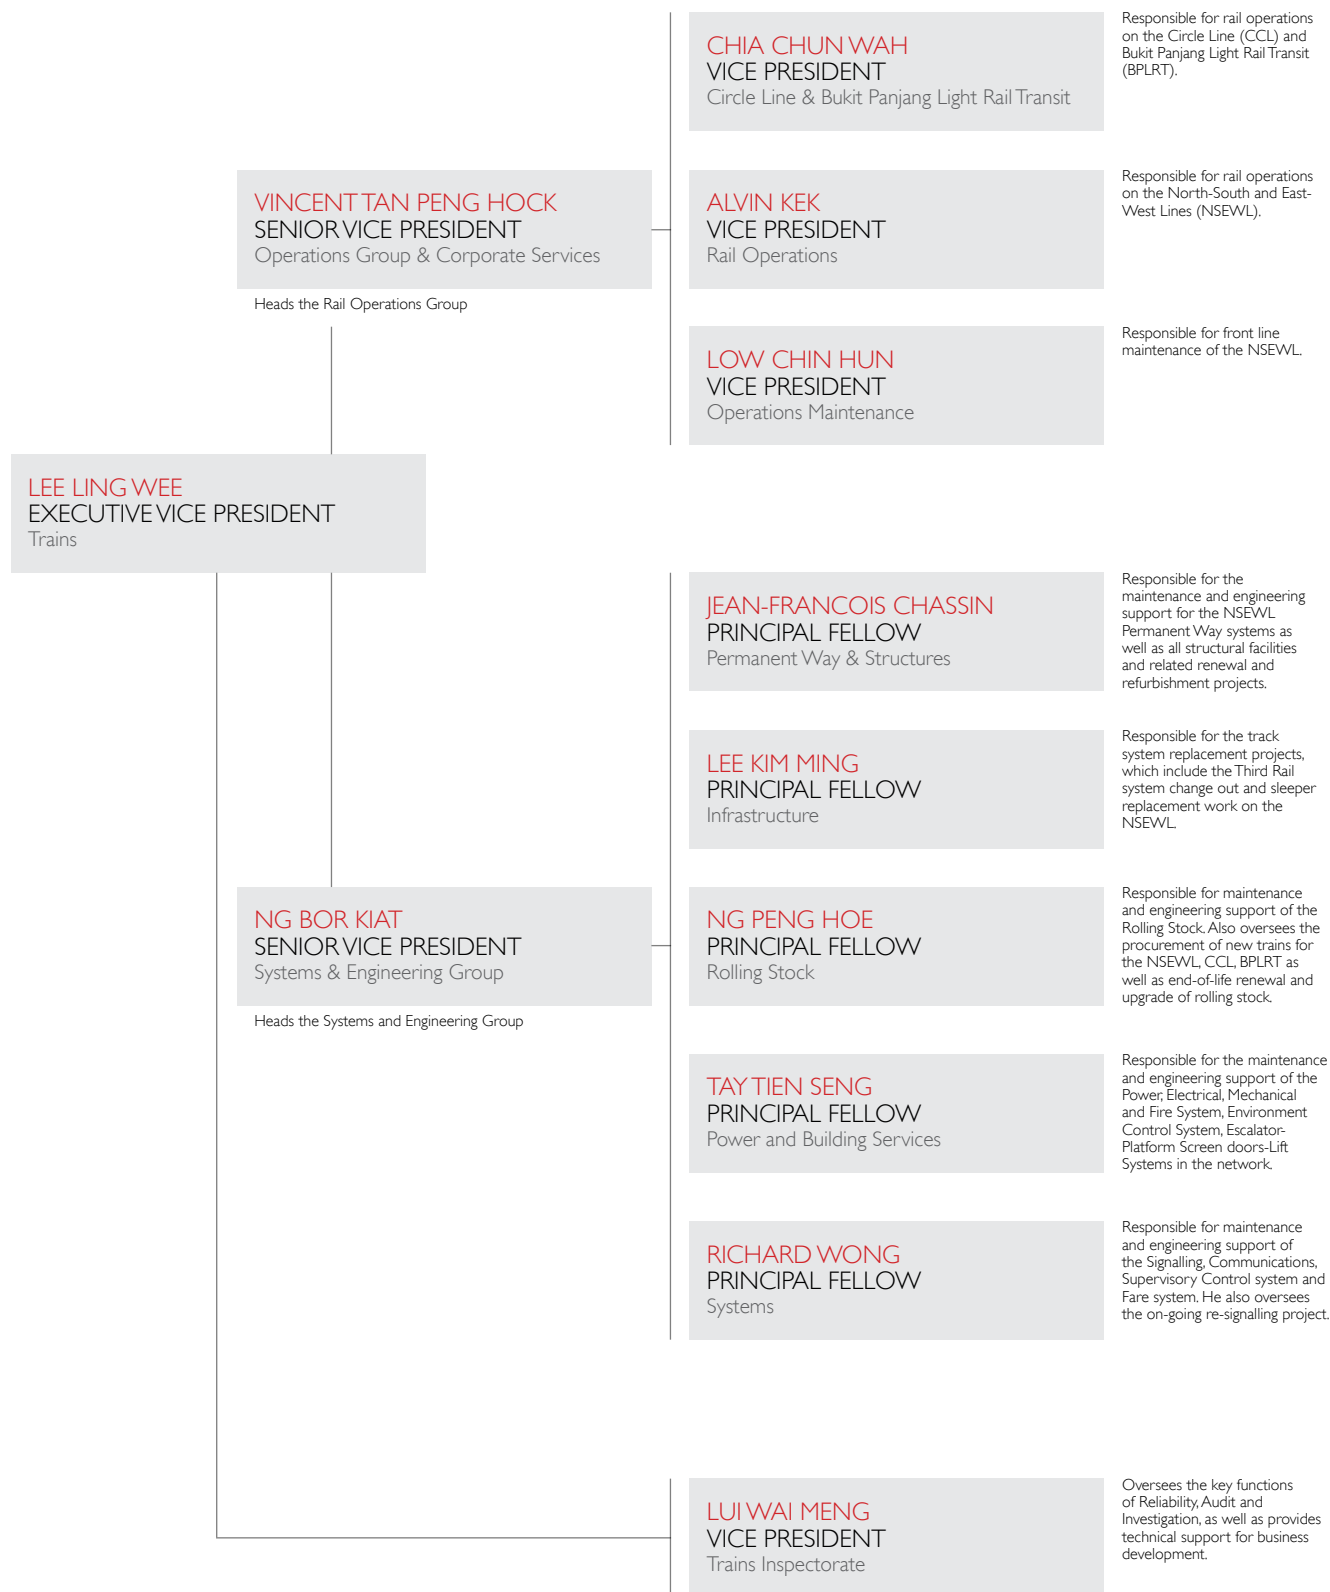 CHIA CHUN WAH
VICE PRESIDENT
Circle Line & Bukit Panjang Light Rail Transit
Responsible for rail operations
on the Circle Line (CCL) and
Bukit Panjang Light Rail Transit
(BPLRT).
VINCENT TAN PENG HOCK
SENIOR VICE PRESIDENT
Operations Group & Corporate Services
Heads the Rail Operations Group
ALVIN KEK
VICE PRESIDENT
Rail Operations
Responsible for rail operations
on the North-South and East-
West Lines (NSEWL).
LOW CHIN HUN
VICE PRESIDENT
Operations Maintenance
Responsible for front line
maintenance of the NSEWL.
LEE LING WEE
EXECUTIVE VICE PRESIDENT
Trains
JEAN-FRANCOIS CHASSIN
PRINCIPAL FELLOW
Permanent Way & Structures
Responsible for the
maintenance and engineering
support for the NSEWL
Permanent Way systems as
well as all structural facilities
and related renewal and
refurbishment projects.
LEE KIM MING
PRINCIPAL FELLOW
Infrastructure
Responsible for the track
system replacement projects,
which include the Third Rail
system change out and sleeper
replacement work on the
NSEWL.
NG BOR KIAT
SENIOR VICE PRESIDENT
Systems & Engineering Group
Heads the Systems and Engineering Group
NG PENG HOE
PRINCIPAL FELLOW
Rolling Stock
Responsible for maintenance
and engineering support of the
Rolling Stock. Also oversees the
procurement of new trains for
the NSEWL, CCL, BPLRT as
well as end-of-life renewal and
upgrade of rolling stock.
TAY TIEN SENG
PRINCIPAL FELLOW
Power and Building Services
Responsible for the maintenance
and engineering support of the
Power, Electrical, Mechanical
and Fire System, Environment
Control System, Escalator-
Platform Screen doors-Lift
Systems in the network.
RICHARD WONG
PRINCIPAL FELLOW
Systems
Responsible for maintenance
and engineering support of
the Signalling, Communications,
Supervisory Control system and
Fare system. He also oversees
the on-going re-signalling project.
LUI WAI MENG
VICE PRESIDENT
Trains Inspectorate
Oversees the key functions
of Reliability, Audit and
Investigation, as well as provides
technical support for business
development.